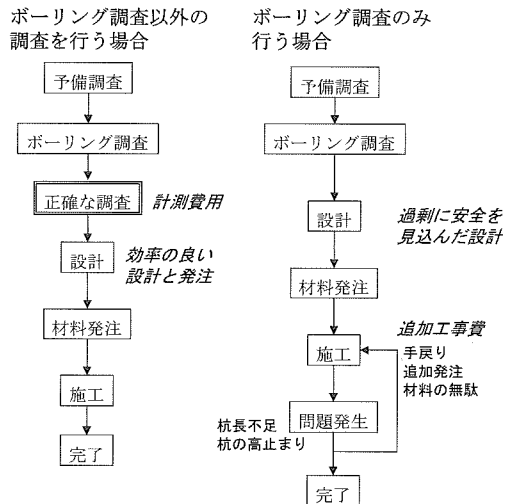 ボーリング調査以外の
調査を行う場合
予備調査
ボーリング調査
正確な調査
計測費用
設計
効率の良い
設計と発注
材料発注
施工
完了
ボーリング調査のみ
行う場合
予備調査
ボーリング調査
設計
過剰に安全を
見込んだ設計
材料発注
追加工事費
施工
手戻り
追加発注
材料の無駄
問題発生
杭長不足
杭の高止まり
完了